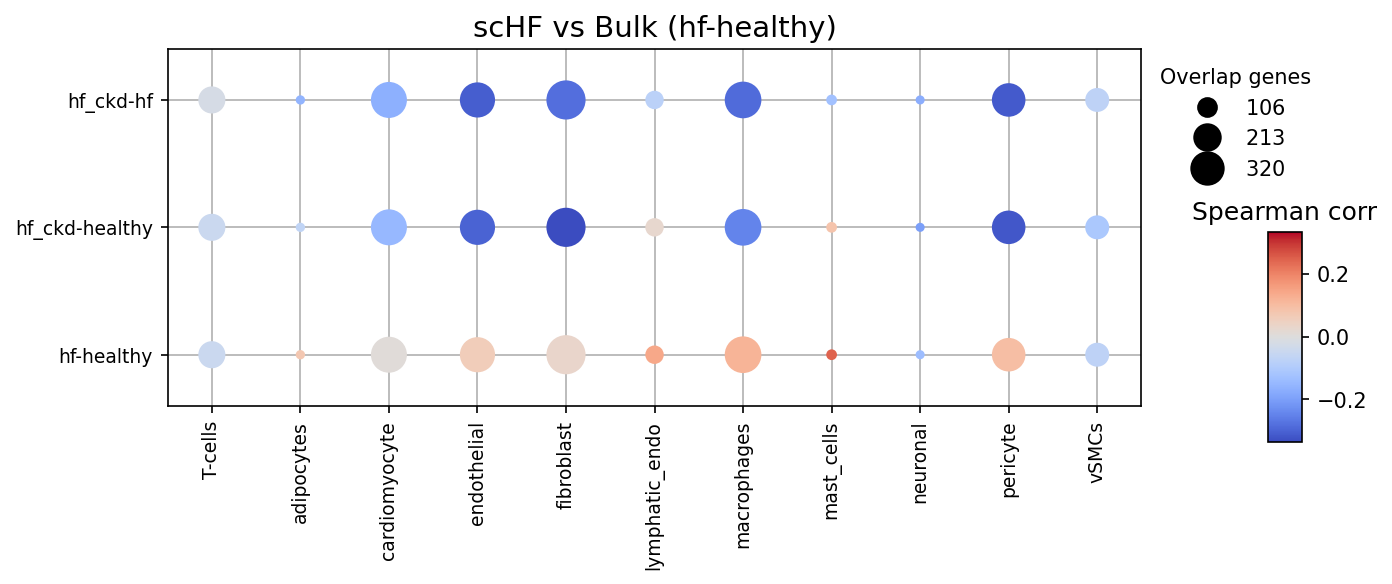 scHF vs Bulk (hf-healthy)
hf_ckd-hf
hf_ckd-healthy
hf-healthy
T-cells
adipocytes
cardiomyocyte
endothelial
fibroblast
lymphatic_endo
macrophages
mast_cells
neuronal
pericyte
vSMCs
Overlap genes
106
213
320
Spearman corr
0.2
0.0
−0.2